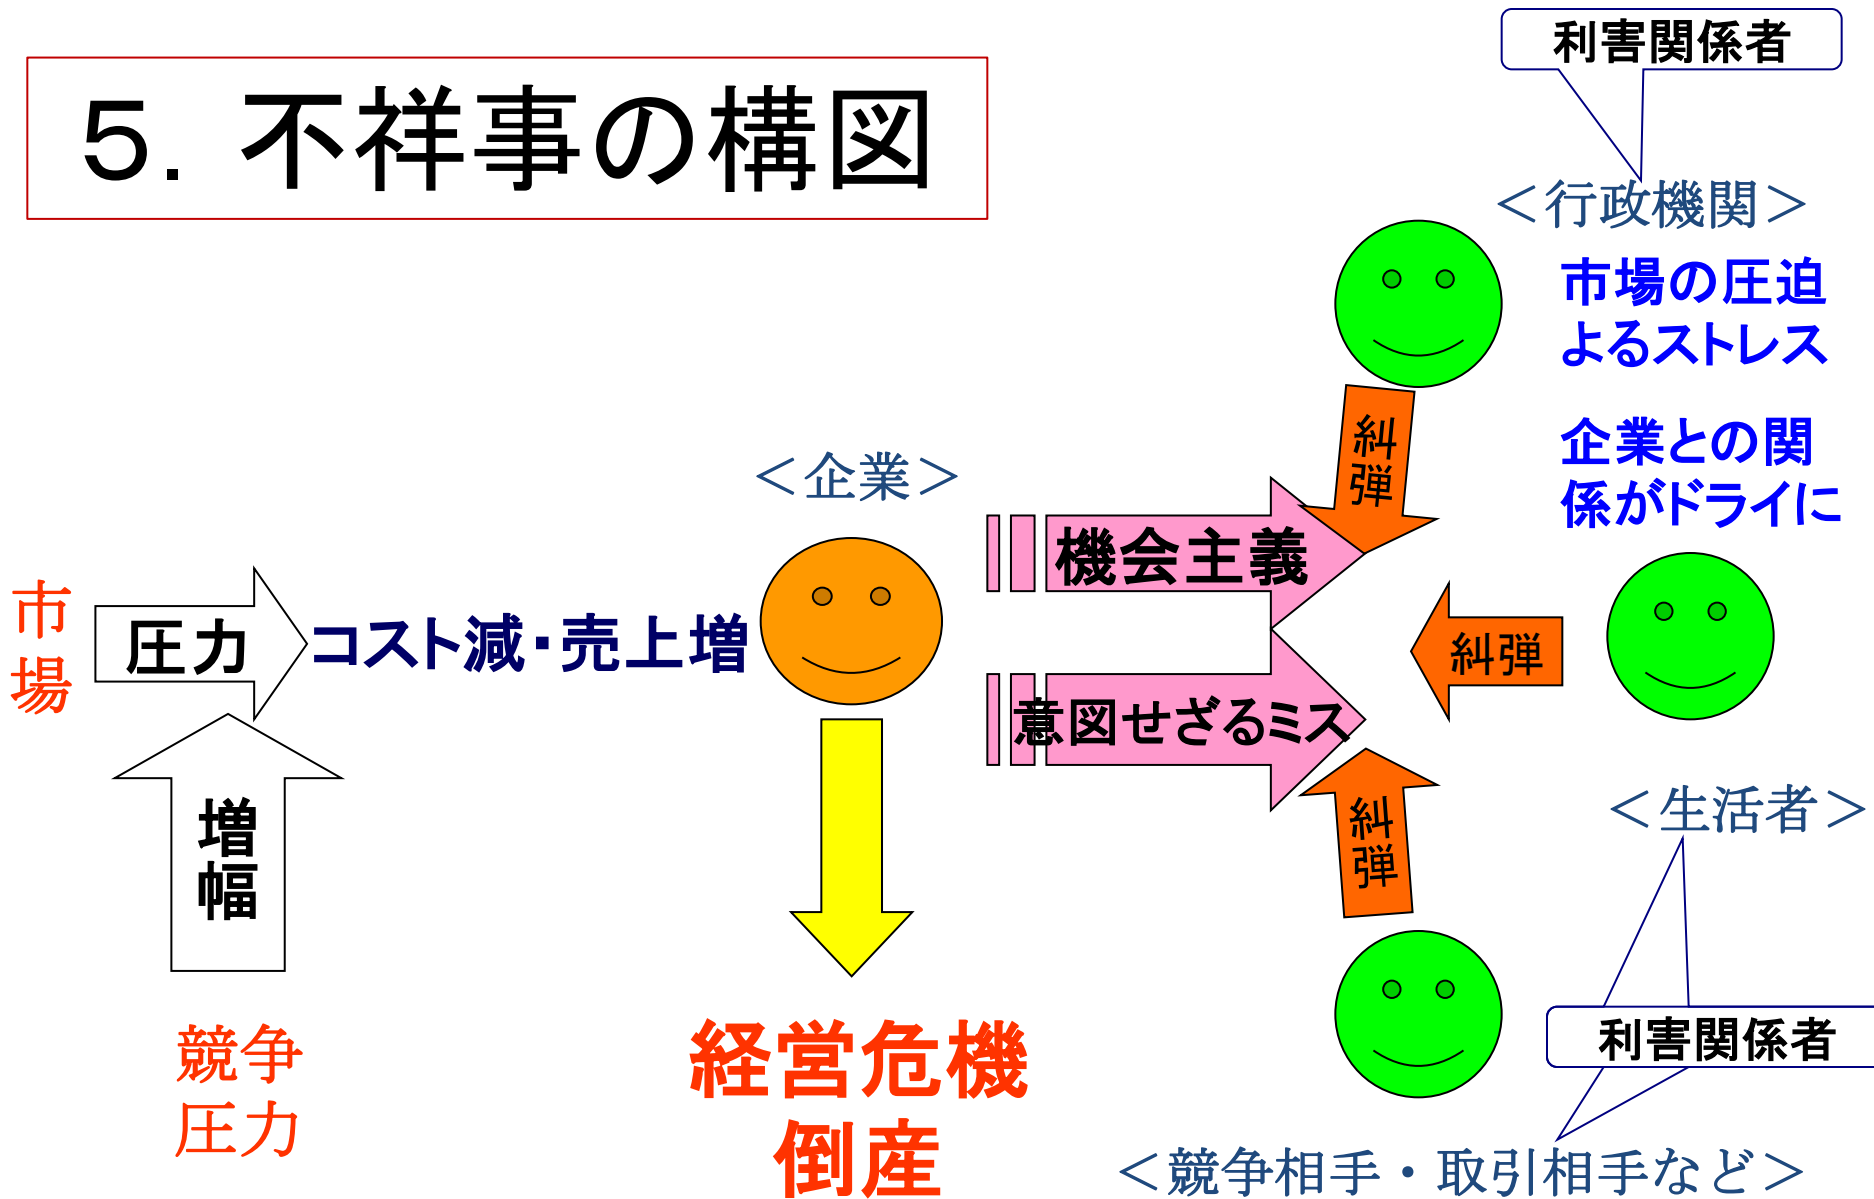 ５．不祥事の構図
利害関係者
＜行政機関＞
市場の圧迫
よるストレス
企業との関
係がドライに
糾弾
＜企業＞
機会主義
市場
圧力
コスト減・売上増
糾弾
意図せざるミス
増幅
糾弾
＜生活者＞
利害関係者
競争
圧力
経営危機
倒産
＜競争相手・取引相手など＞